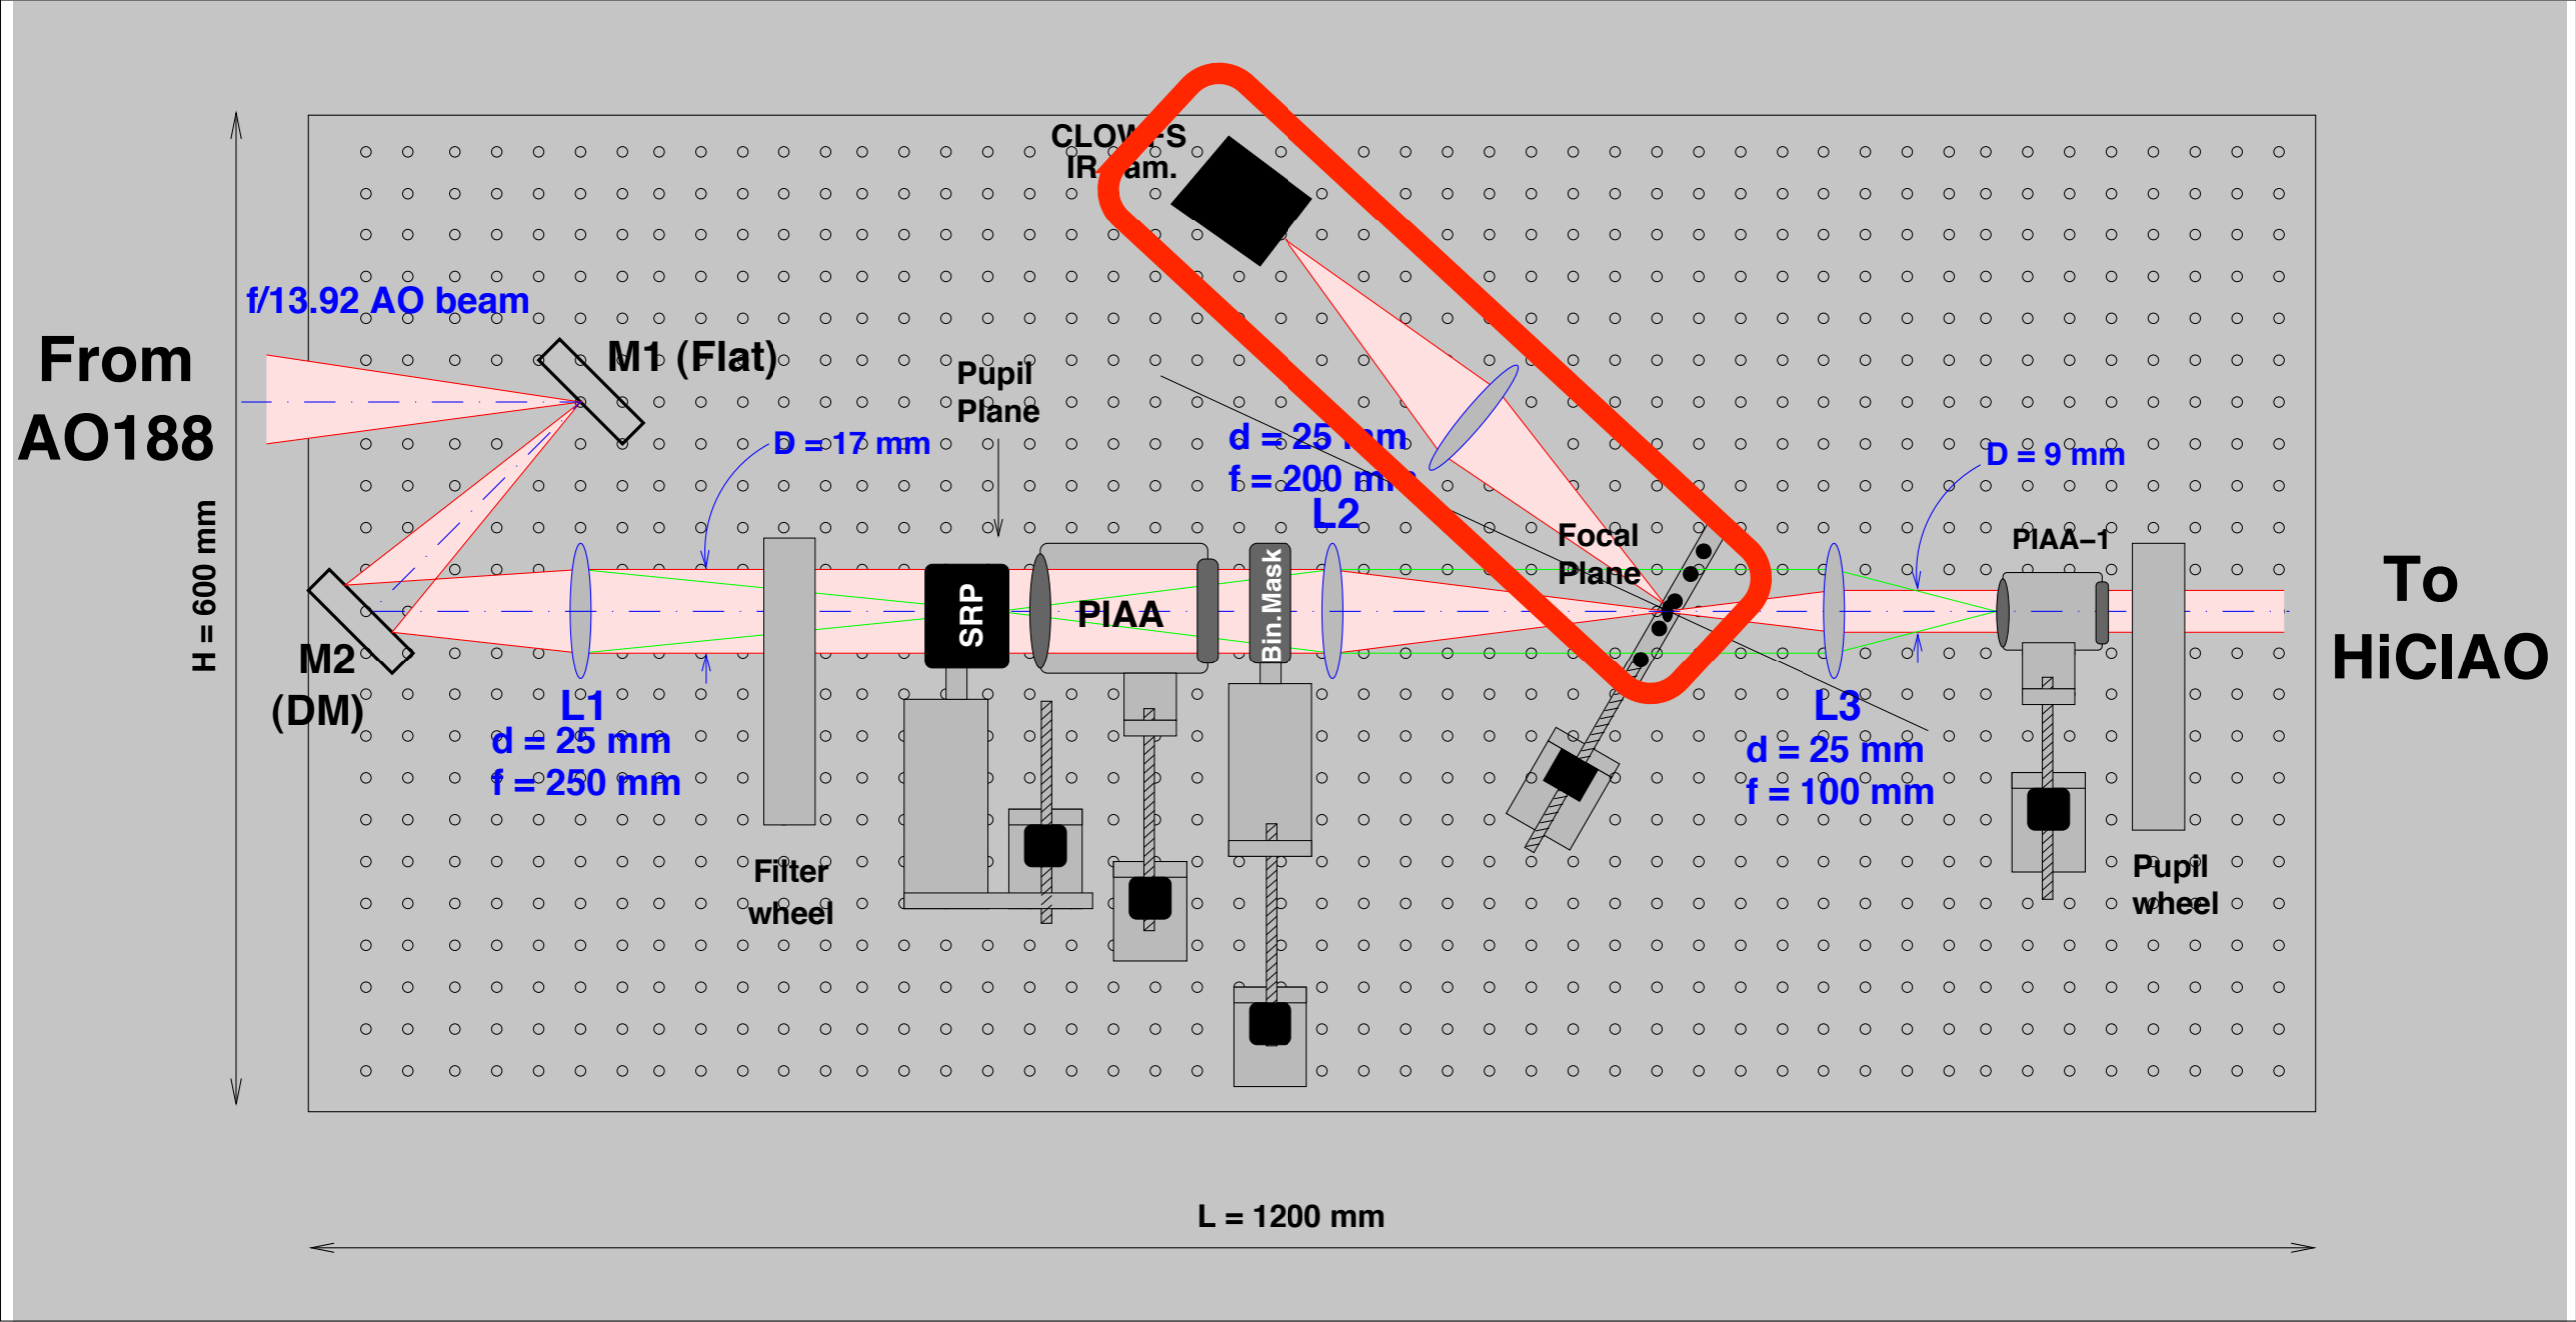 CLOWFS
IR Cam.
f/13.92 AO beam
From
AO188
M1 (Flat)
Pupil
Plane
D = 17 mm
d = 25 mm
f = 200 mm
L2
D = 9 mm
Focal
Plane
PIAA–1
H = 600 mm
SRP
PIAA
Bin.Mask
To
HiCIAO
M2
(DM)
L1
d = 25 mm
f = 250 mm
L3
d = 25 mm
f = 100 mm
Filter
wheel
Pupil
wheel
L = 1200 mm